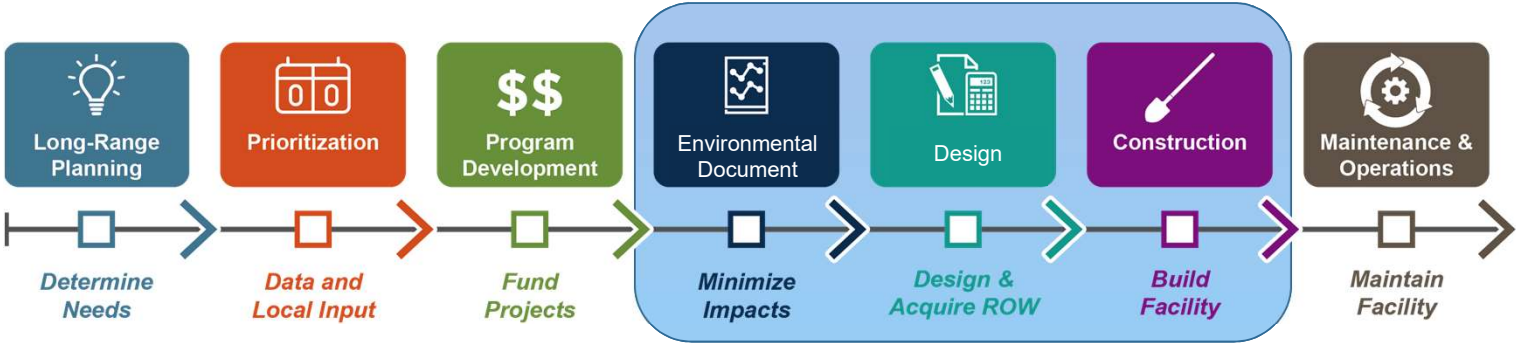 Long-Range
Planning
Prioritization
$$
Program
Development
Environmental
Document
123
Design
Construction
Maintenance &
Operations
Determine
Needs
Data and
Local Input
Fund
Projects
Minimize
Impacts
Design &
Acquire ROW
Build
Facility
Maintain
Facility
0 0